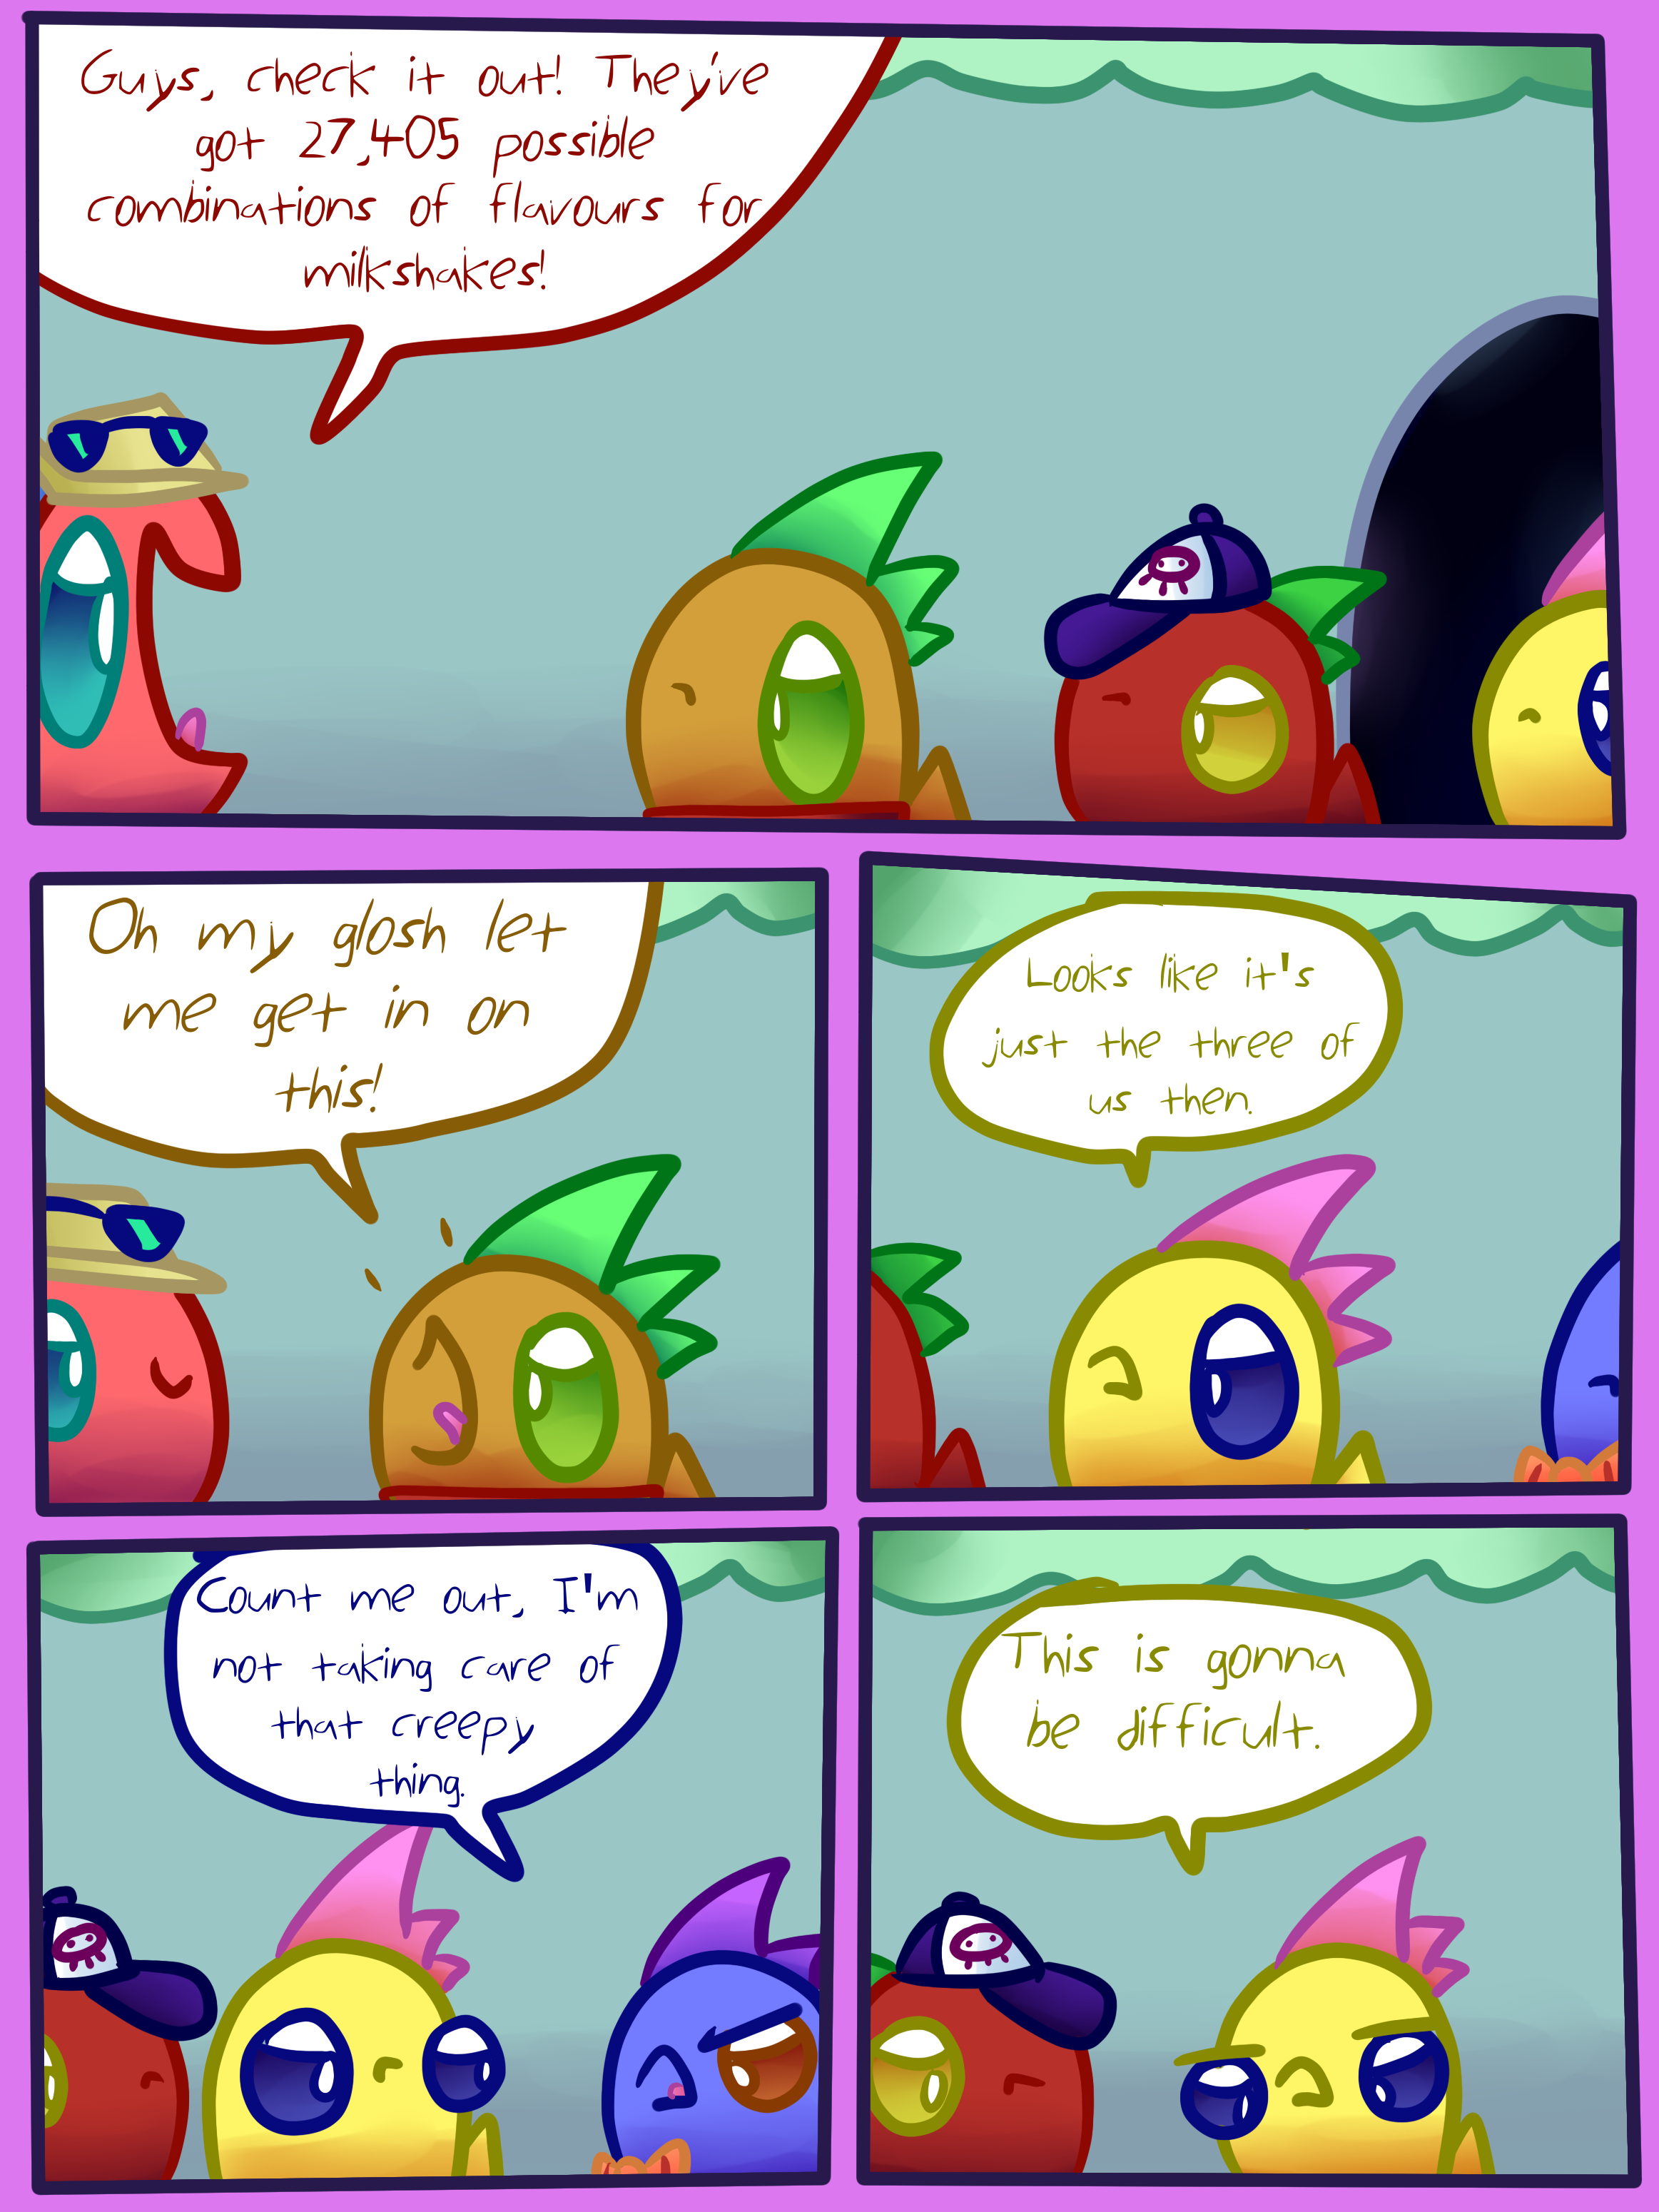 Guys, check it out! They've
got 27,405 possible
combinations of flavours for
milkshakes!
Oh my glosh let
me get in on
this!
Looks like it's
just the three of
us then.
Count me out, I'm
not taking care of
that creepy
thing.
This is gonna
be difficult.